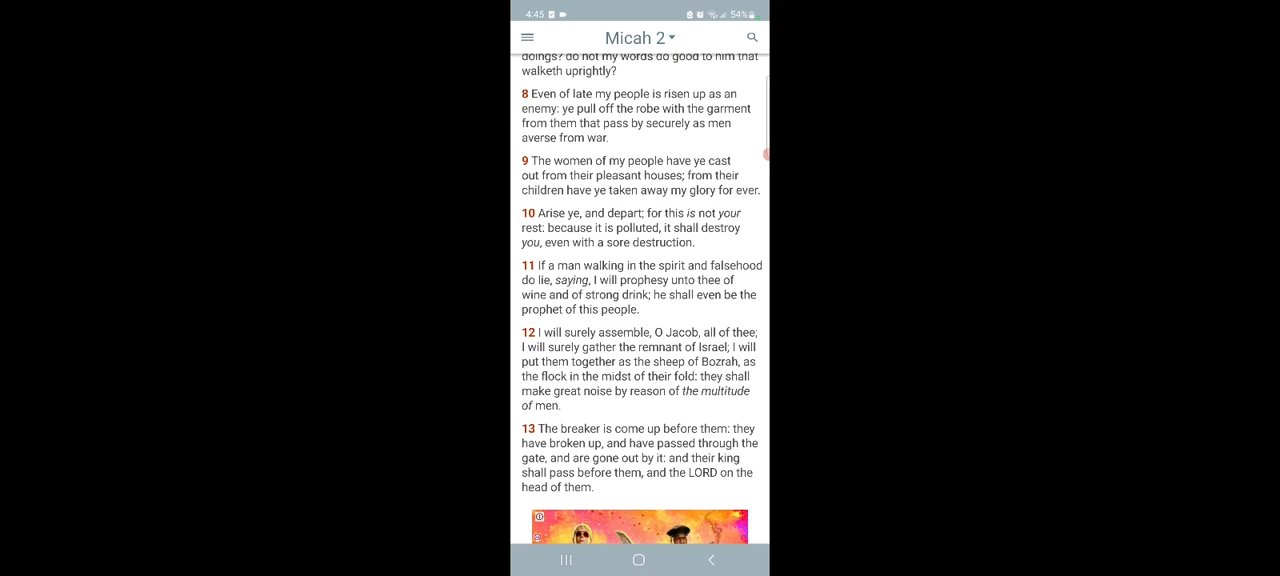 4:45
54%
Micah 2
doings? do not my words do good to him that
walketh uprightly?
8 Even of late my people is risen up as an
enemy: ye pull off the robe with the garment
from them that pass by securely as men
averse from war.
9 The women of my people have ye cast
out from their pleasant houses; from their
children have ye taken away my glory for ever.
10 Arise ye, and depart; for this is not your
rest: because it is polluted, it shall destroy
you, even with a sore destruction.
11 If a man walking in the spirit and falsehood
do lie, saying, I will prophesy unto thee of
wine and of strong drink; he shall even be the
prophet of this people.
12 I will surely assemble, O Jacob, all of thee;
I will surely gather the remnant of Israel; I will
put them together as the sheep of Bozrah, as
the flock in the midst of their fold: they shall
make great noise by reason of the multitude
of men.
13 The breaker is come up before them: they
have broken up, and have passed through the
gate, and are gone out by it: and their king
shall pass before them, and the LORD on the
head of them.